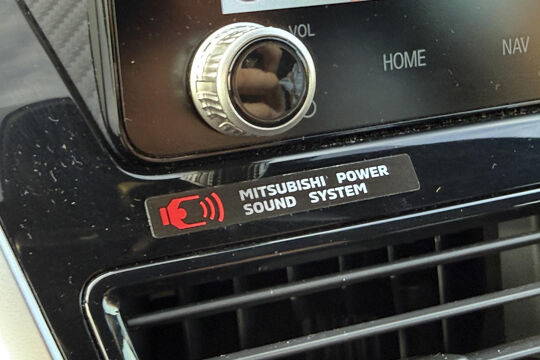 VOL
HOME
NAV
MITSUBISHI POWER
SOUND SYSTEM